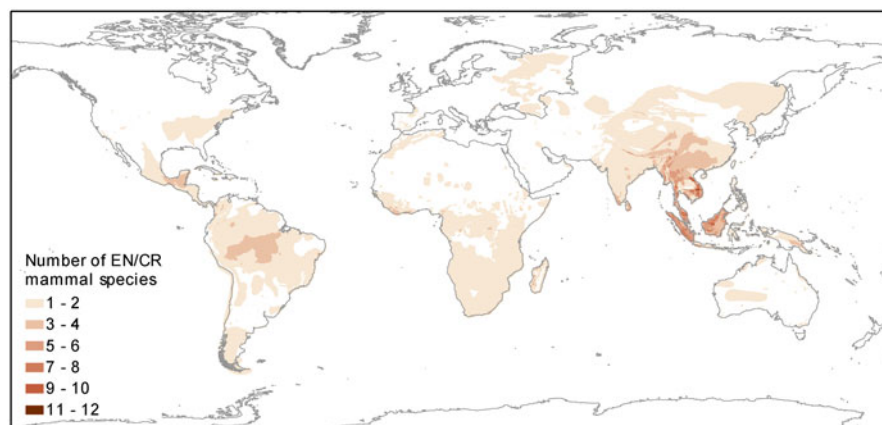 Number of EN/CR
mammal species
1 - 2
3 - 4
5 - 6
7 - 8
9 - 10
11 - 12